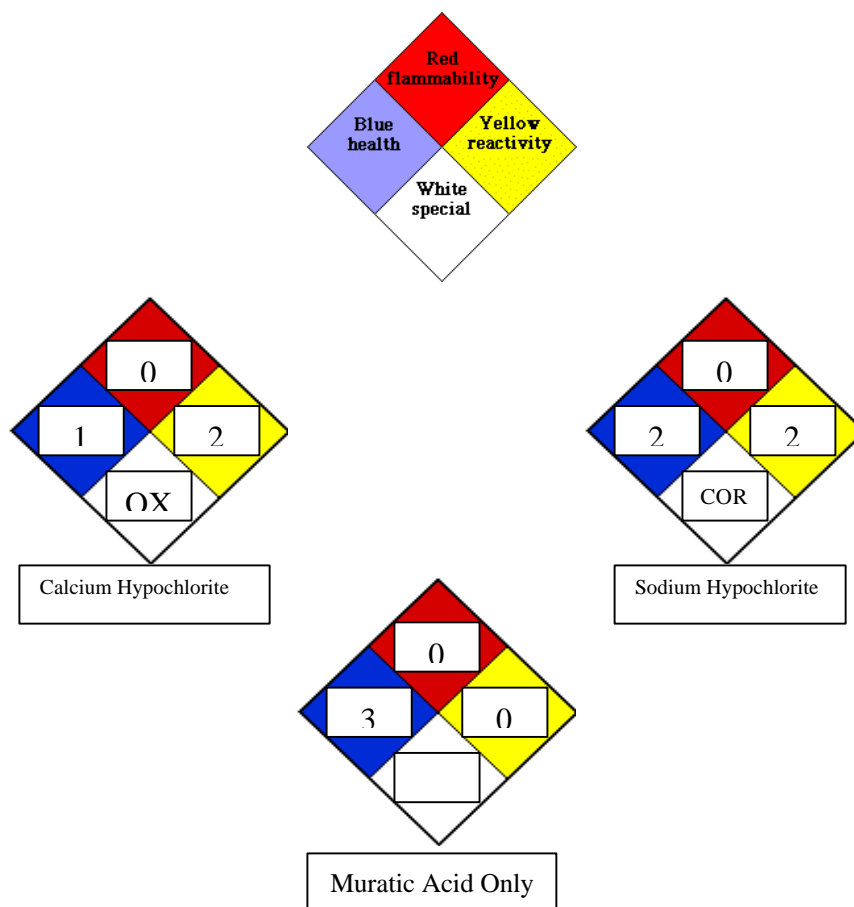 Red
flammability
Blue
health
Yellow
reactivity
White
special
0
1
2
OX
Calcium Hypochlorite
0
2
2
COR
Sodium Hypochlorite
0
3
0
Muratic Acid Only